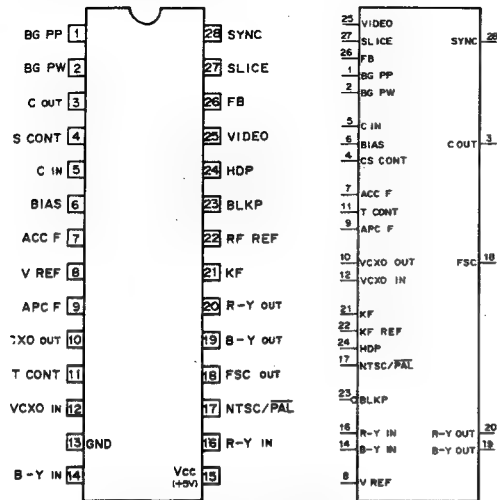 BG PP 1
BG PW 2
C OUT 3
S CONT 4
C IN 5
BIAS 6
ACC F 7
V REF 8
APC F 9
CXO OUT 10
T CONT 11
VCXO IN 12
13 GND
B-Y IN 14
28 SYNC
27 SLICE
26 FB
25 VIDEO
24 HDP
23 BLKP
22 RF REF
21 KF
20 R-Y OUT
19 B-Y OUT
18 FSC OUT
17 NTSC/PAL
16 R-Y IN
Vcc (+5V) 15
25 VIDEO
27 SLICE
26 FB
1 BG PP
2 BG PW
5 C IN
6 BIAS
4 CS CONT
7 ACC F
11 T CONT
9 APC F
10 VCXO OUT
12 VCXO IN
21 KF
22 KF REF
24 HDP
17 NTSC/PAL
23 BLKP
16 R-Y IN
14 B-Y IN
8 V REF
SYNC 28
C OUT 3
FSC 18
R-Y OUT 20
B-Y OUT 19